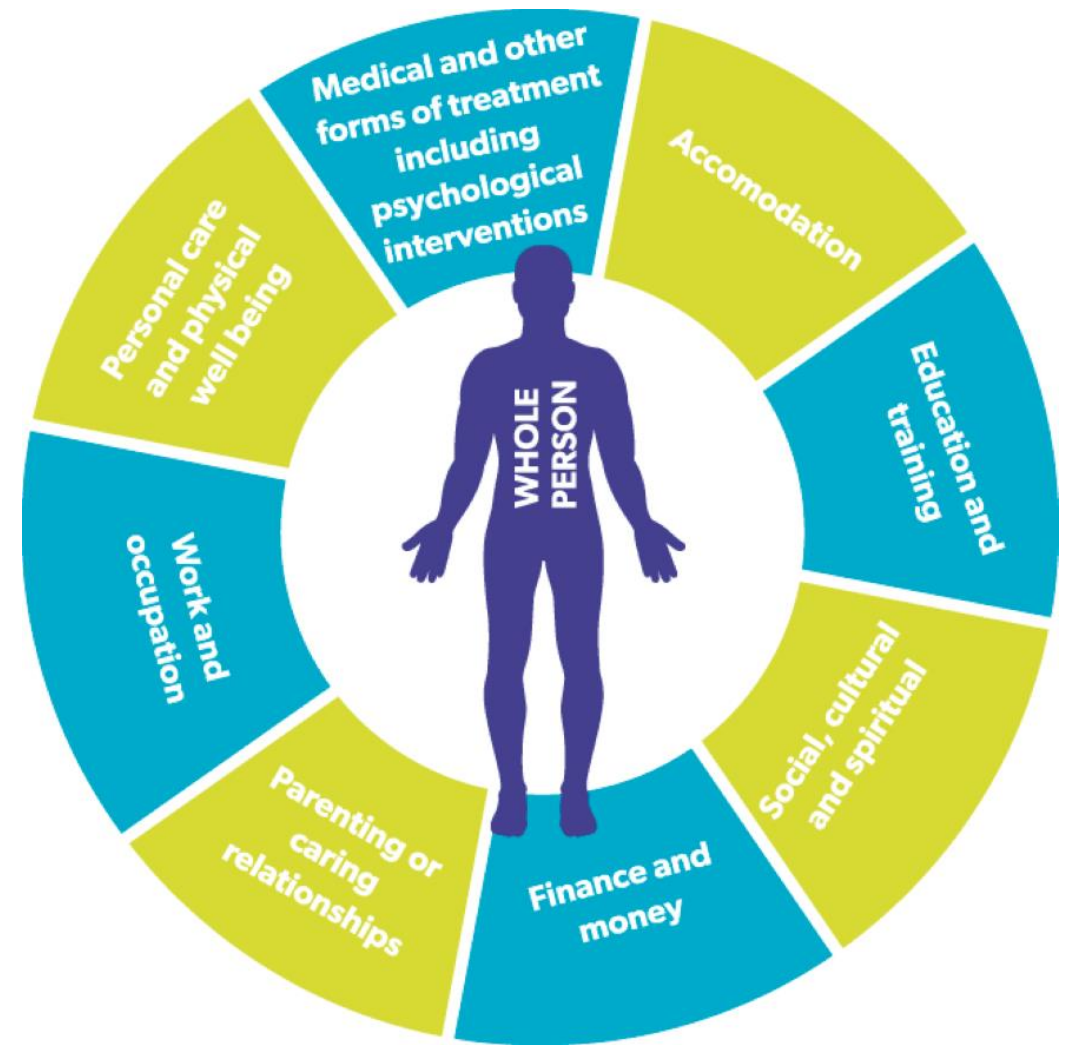 Medical and other
forms of treatment
including
psychological
interventions
Accomodation
Education and
training
Social, cultural
and spiritual
Finance and
money
Parenting or
caring
relationships
Work and
occupation
Personal care
and physical
well being
WHOLE
PERSON